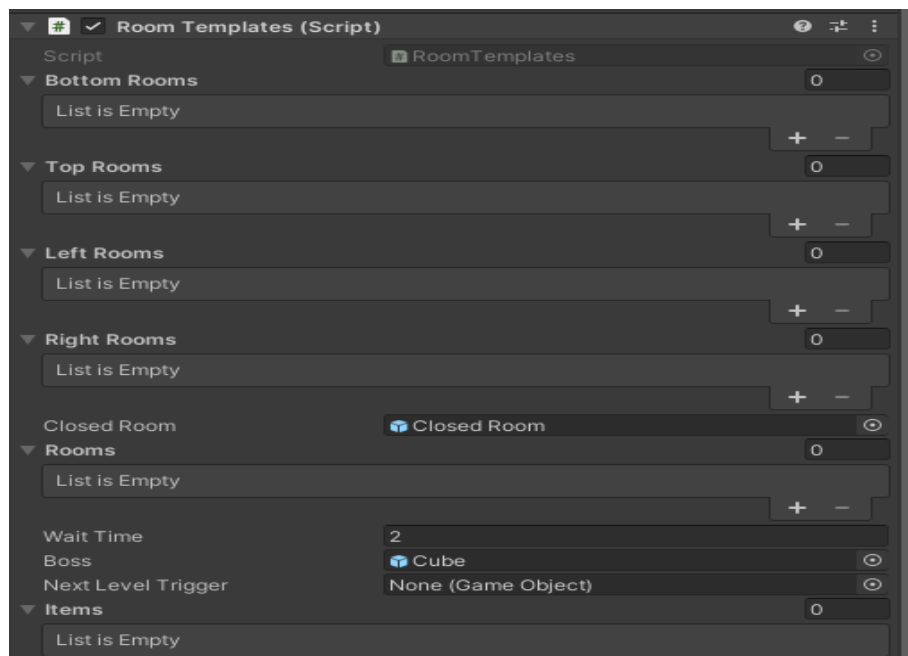 # Room Templates (Script)
Script # RoomTemplates
Bottom Rooms 0
List is Empty
+ −
Top Rooms 0
List is Empty
+ −
Left Rooms 0
List is Empty
+ −
Right Rooms 0
List is Empty
+ −
Closed Room Closed Room
Rooms 0
List is Empty
+ −
Wait Time 2
Boss Cube
Next Level Trigger None (Game Object)
Items 0
List is Empty